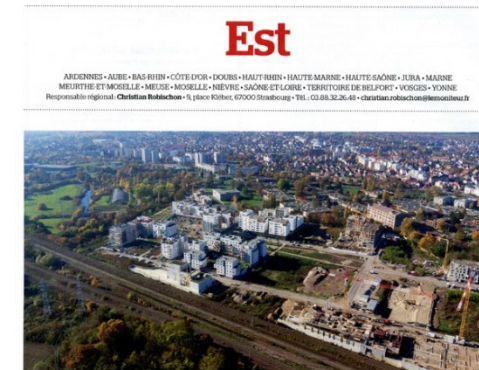 Est
ARDENNES • AUBE • BAS-RHIN • CÔTE-D'OR • DOUBS • HAUT-RHIN • HAUTE-MARNE • HAUTE-SAÔNE • JURA • MARNE
MEURTHE-ET-MOSELLE • MEUSE • MOSELLE • NIÈVRE • SAÔNE-ET-LOIRE • TERRITOIRE DE BELFORT • VOSGES • YONNE
Responsable régional : Christian Robischon • 9, place Kléber, 67000 Strasbourg • Tél. : 03.88.32.26.48 • christian.robischon@lemoniteur.fr